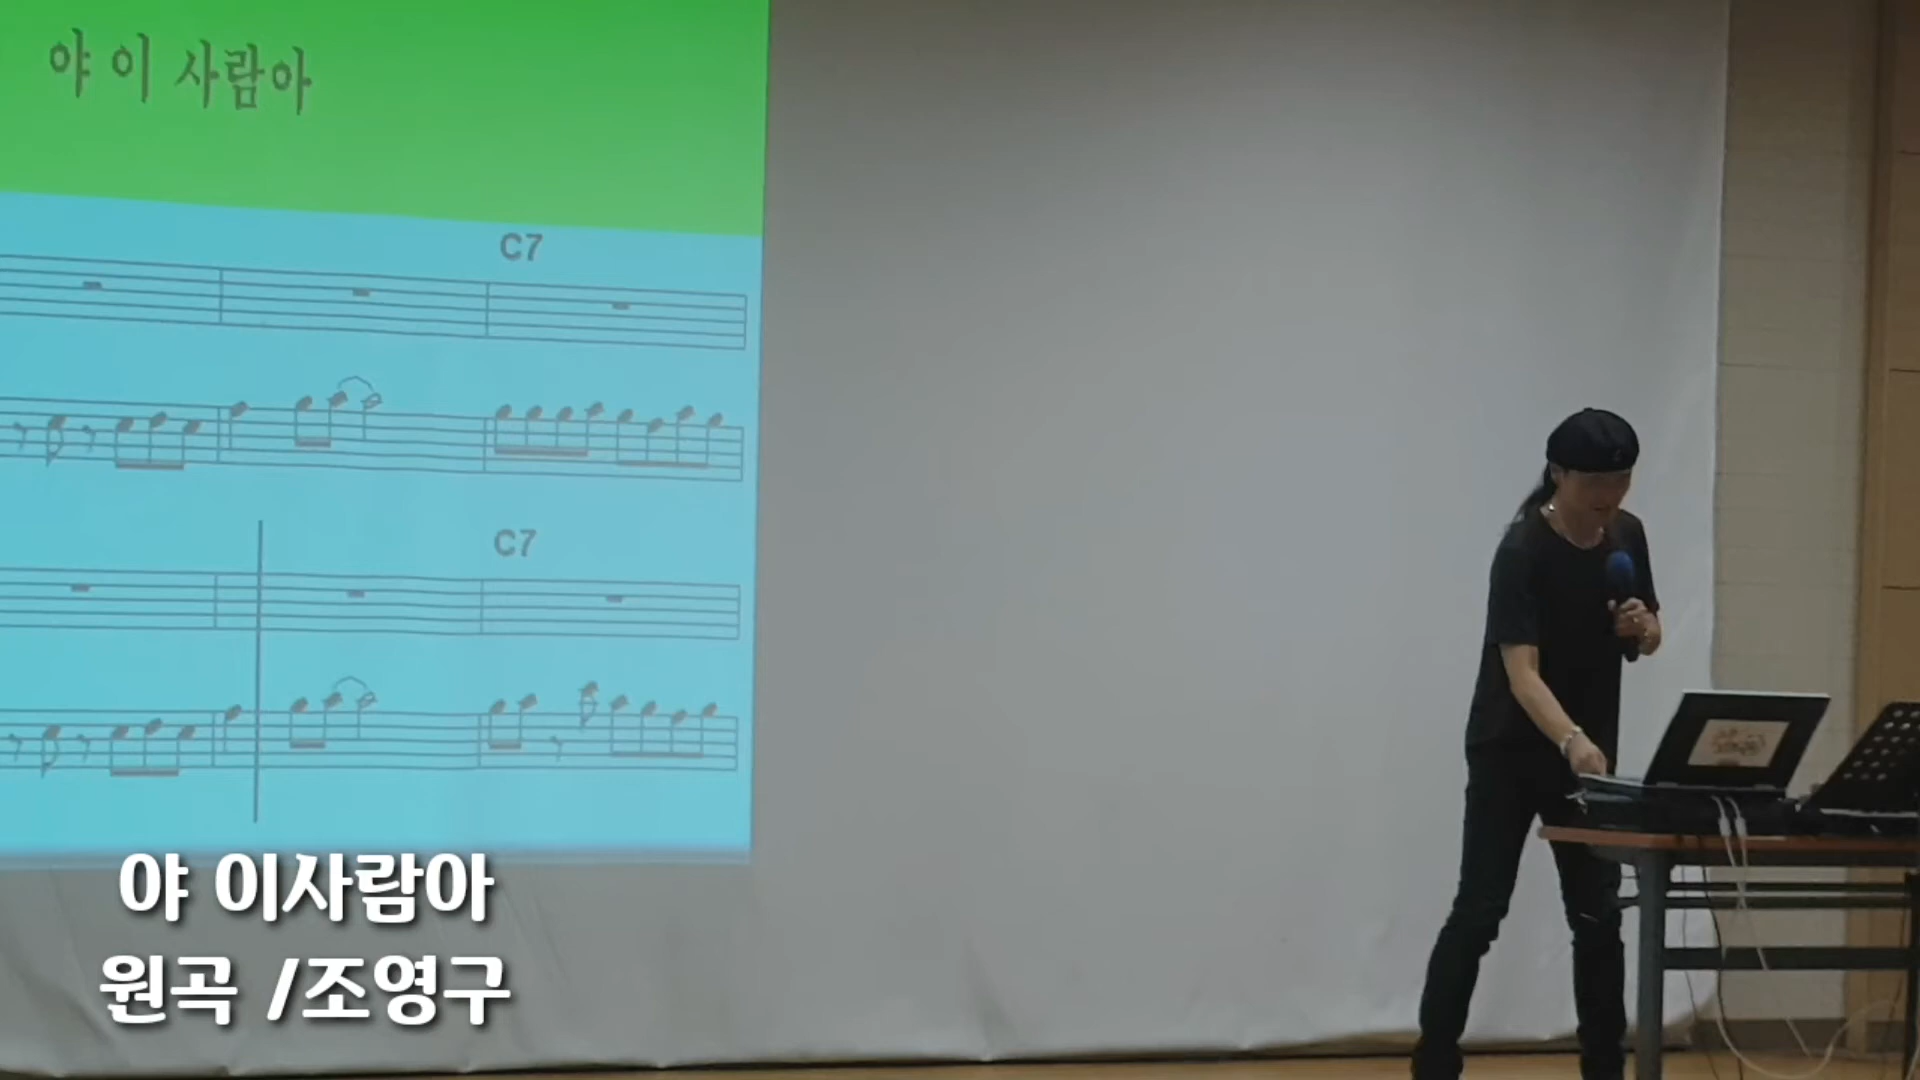 야 이 사람아
C7
C7
야 이사람아
원곡 /조영구